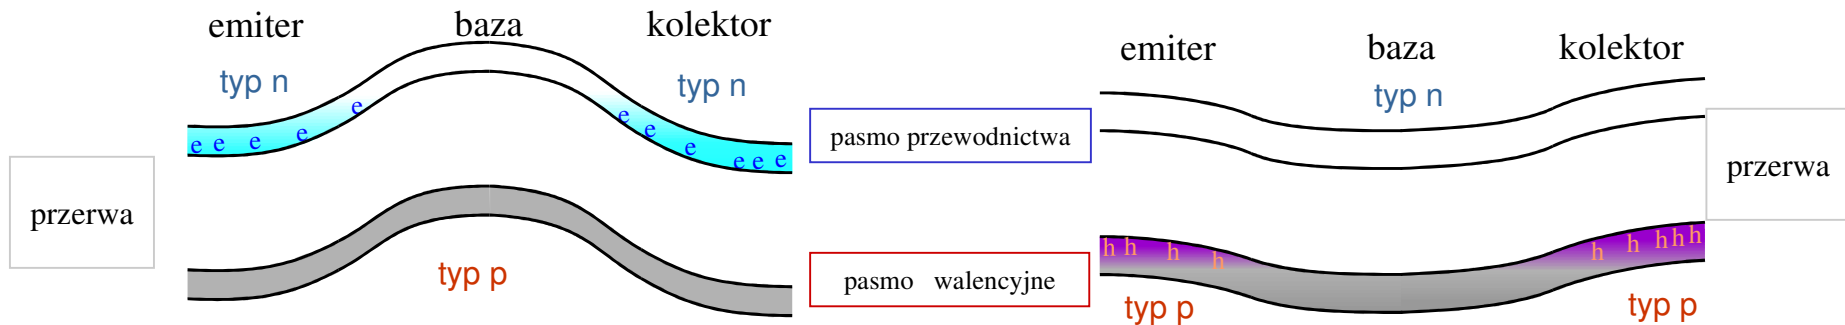 emiter baza kolektor
typ n typ n
e e e e e e e e e e e
przerwa
typ p
pasmo przewodnictwa
pasmo walencyjne
emiter baza kolektor
typ n
przerwa
h h h h h h h h h
typ p typ p